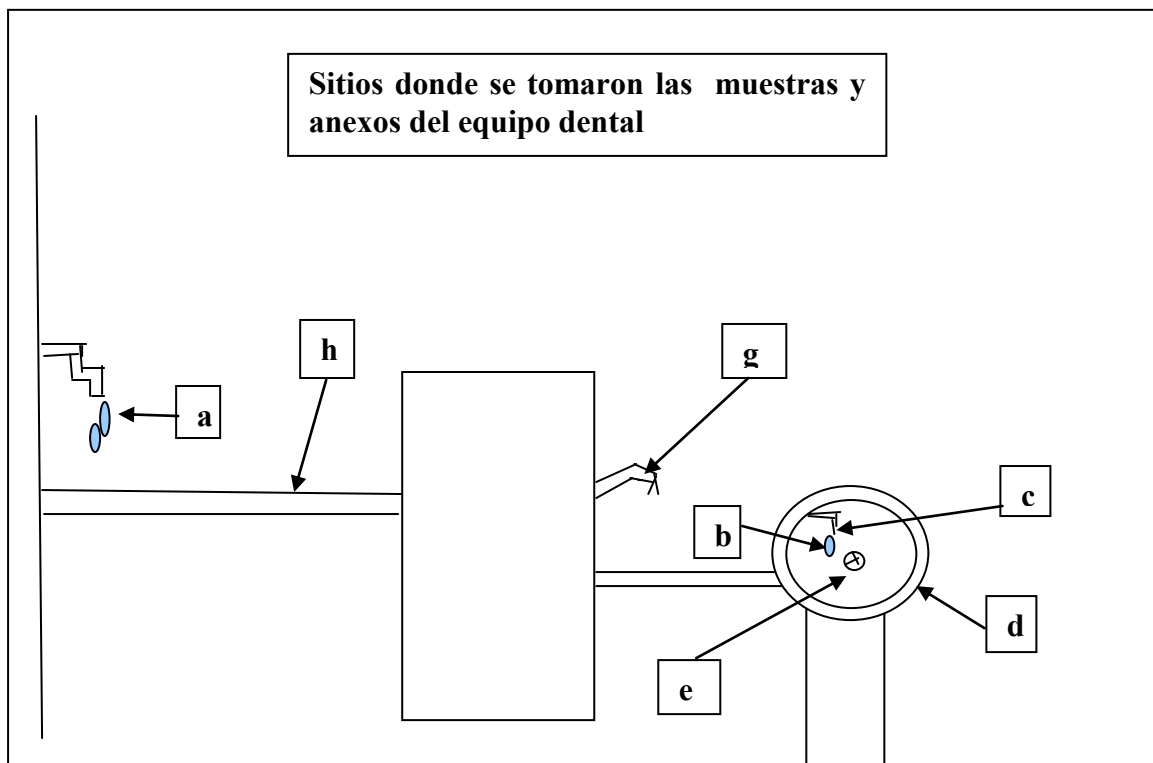 Sitios donde se tomaron las muestras y
anexos del equipo dental
h
g
a
c
b
d
e